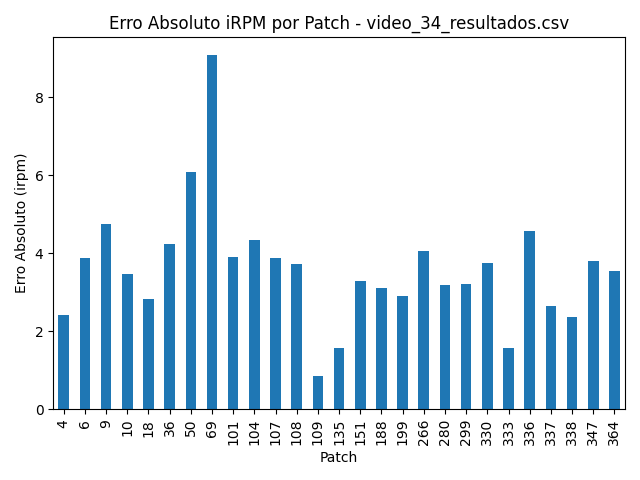 Erro Absoluto iRPM por Patch - video_34_resultados.csv
Erro Absoluto (irpm)
8
6
4
2
0
4 6 9 10 18 36 50 69 101 104 107 108 109 135 151 188 199 266 280 299 330 333 336 337 338 347 364
Patch